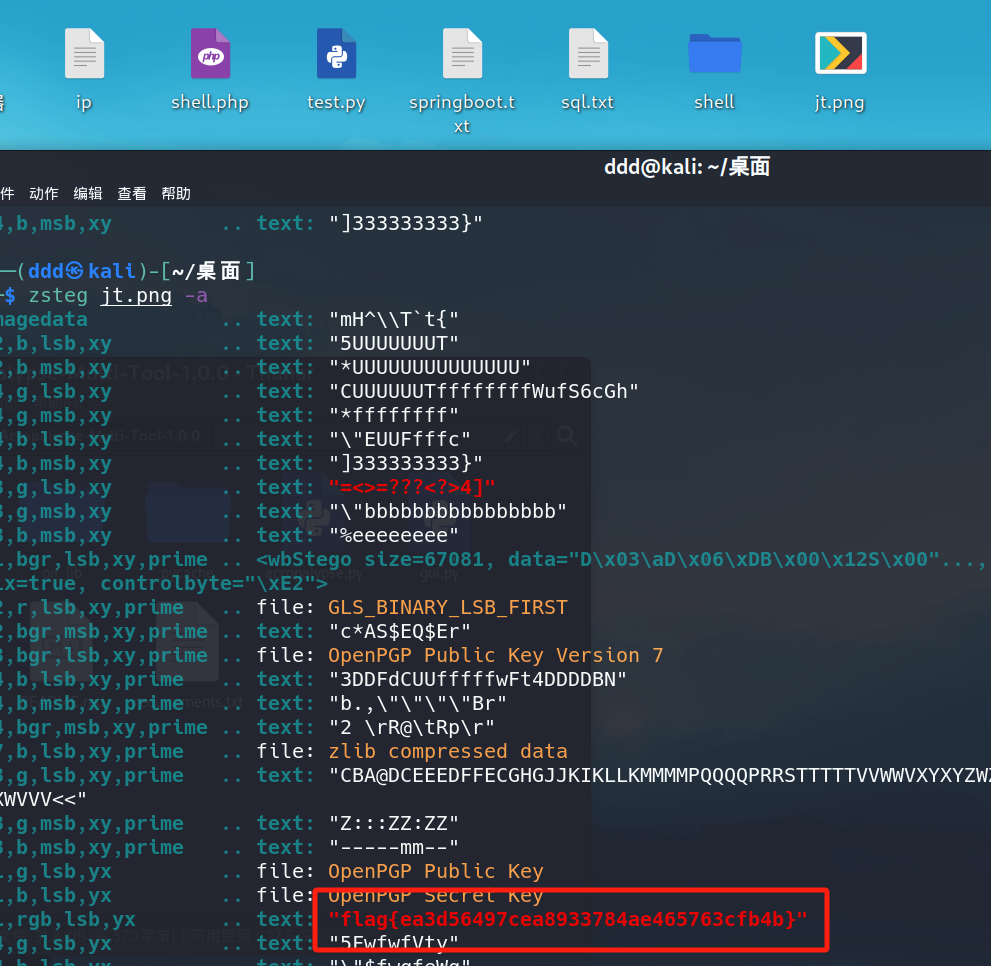 ip
shell.php
test.py
springboot.t
xt
sql.txt
shell
jt.png
ddd@kali: ~/桌面
件 动作 编辑 查看 帮助
,b,msb,xy .. text: "]333333333}"
(ddd㉿kali)-[~/桌面]
$ zsteg jt.png -a
magedata .. text: "mH^\\T`t{"
2,b,lsb,xy .. text: "5UUUUUUUT"
2,b,msb,xy .. text: "*UUUUUUUUUUUUUU"
4,g,lsb,xy .. text: "CUUUUUUTffffffffWufS6cGh"
4,g,msb,xy .. text: "*ffffffff"
4,b,lsb,xy .. text: "\"EUUFfffc"
4,b,msb,xy .. text: "]333333333}"
3,g,lsb,xy .. text: "=<>=???<?>4]"
3,g,msb,xy .. text: "\"bbbbbbbbbbbbbbbb"
3,b,msb,xy .. text: "%eeeeeeee"
,bgr,lsb,xy,prime .. <wbStego size=67081, data="D\x03\aD\x06\xDB\x00\x12S\x00"...,
ix=true, controlbyte="\xE2">
2,r,lsb,xy,prime .. file: GLS_BINARY_LSB_FIRST
2,bgr,msb,xy,prime .. text: "c*AS$EQ$Er"
3,bgr,lsb,xy,prime .. file: OpenPGP Public Key Version 7
4,b,lsb,xy,prime .. text: "3DDFdCUUfffffwFt4DDDDBN"
4,b,msb,xy,prime .. text: "b.,\"\"\"\"Br"
4,bgr,msb,xy,prime .. text: "2 \rR@\tRp\r"
7,b,lsb,xy,prime .. file: zlib compressed data
3,g,lsb,xy,prime .. text: "CBA@DCEEEDFFECGHGJJKIKLLKMMMMPQQQQPRRSTTTTTVVWWVXYXYZW
XWVVV<<"
3,g,msb,xy,prime .. text: "Z:::ZZ:ZZ"
3,b,msb,xy,prime .. text: "-----mm--"
,g,lsb,yx .. file: OpenPGP Public Key
,b,lsb,yx .. file: OpenPGP Secret Key
,rgb,lsb,yx .. text: "flag{ea3d56497cea8933784ae465763cfb4b}"
4,g,lsb,yx .. text: "5FwfwfVty"